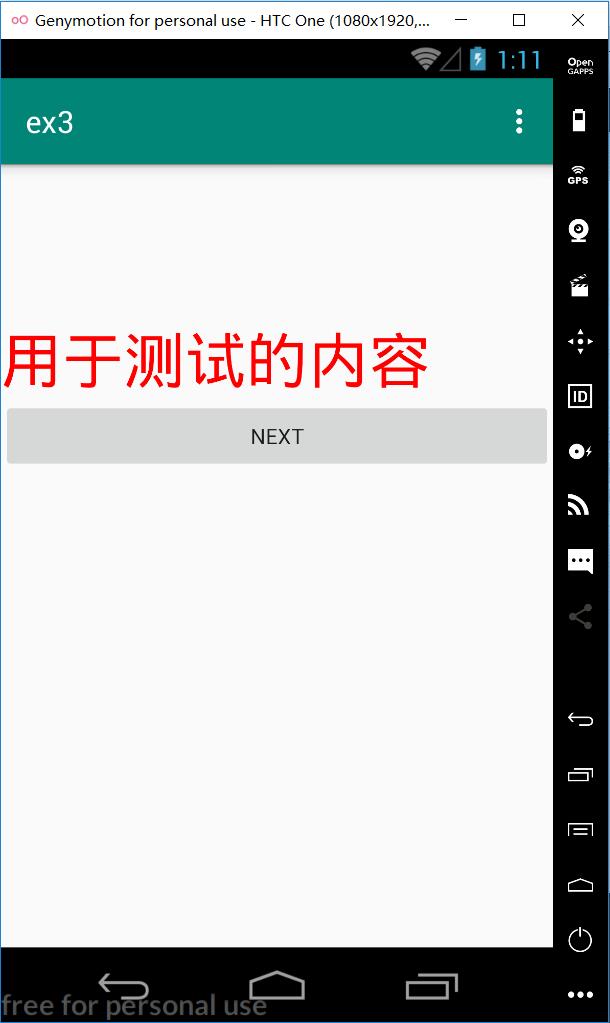 Genymotion for personal use - HTC One (1080x1920,...
1:11
Open
GAPPS
ex3
GPS
用于测试的内容
ID
NEXT
free for personal use